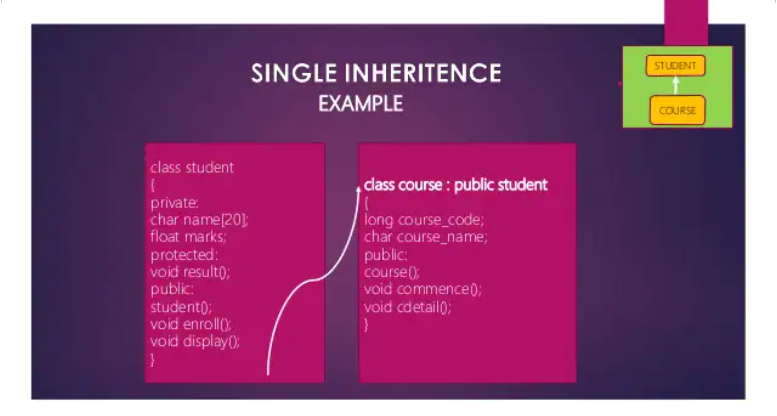 SINGLE INHERITENCE
EXAMPLE
STUDENT
COURSE
class student
{
private:
char name[20];
float marks;
protected:
void result();
public:
student();
void enroll();
void display();
}
class course : public student
{
long course_code;
char course_name;
public:
course();
void commence();
void cdetail();
}